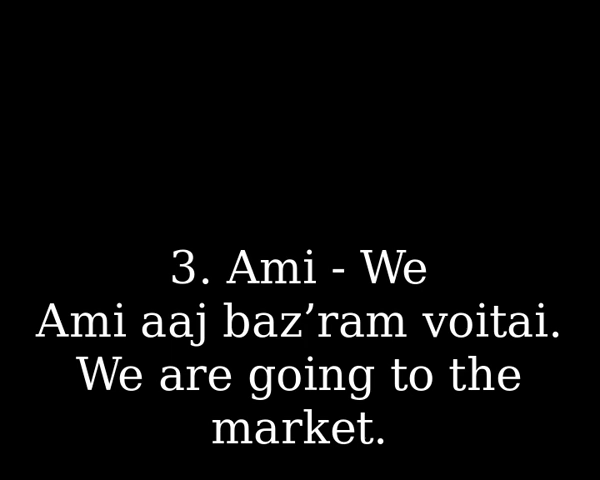 3. Ami - We
Ami aaj baz’ram voitai.
We are going to the
market.